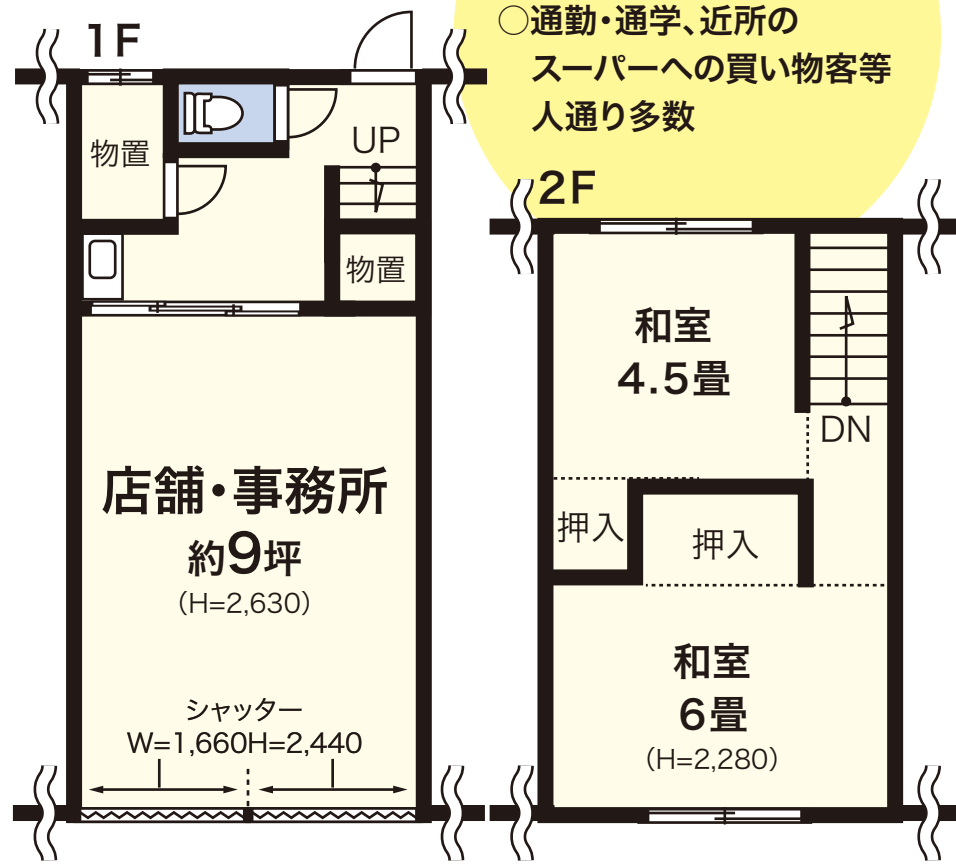 ○通勤・通学、近所の
スーパーへの買い物客等
人通り多数
1F
物置
UP
物置
店舗・事務所
約9坪
(H=2,630)
シャッター
W=1,660H=2,440
2F
和室
4.5畳
DN
押入
押入
和室
6畳
(H=2,280)